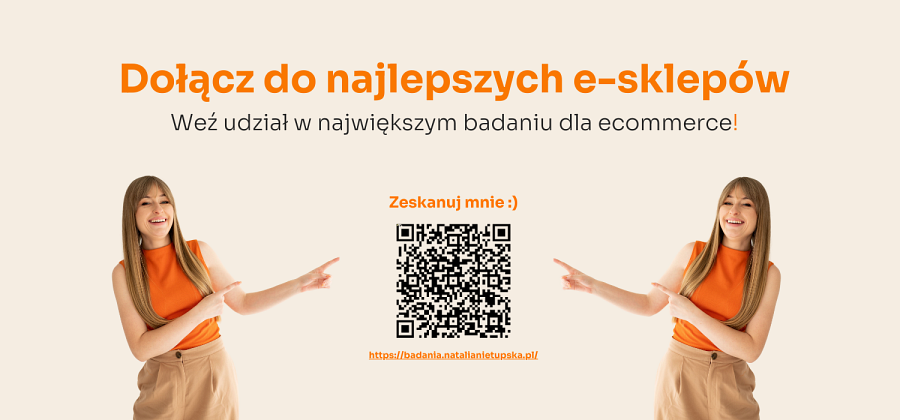 Dołącz do najlepszych e-sklepów
Weź udział w największym badaniu dla ecommerce!
Zeskanuj mnie :)
https://badania.natalianietupska.pl/